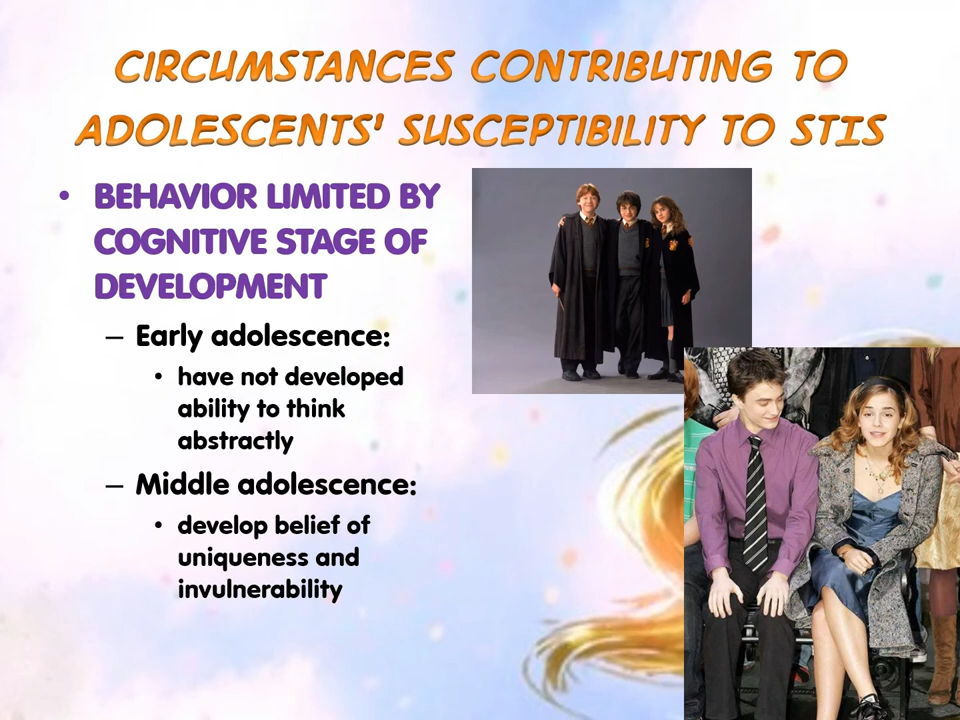 CIRCUMSTANCES CONTRIBUTING TO
ADOLESCENTS' SUSCEPTIBILITY TO STIS
• BEHAVIOR LIMITED BY
COGNITIVE STAGE OF
DEVELOPMENT
– Early adolescence:
• have not developed
ability to think
abstractly
– Middle adolescence:
• develop belief of
uniqueness and
invulnerability